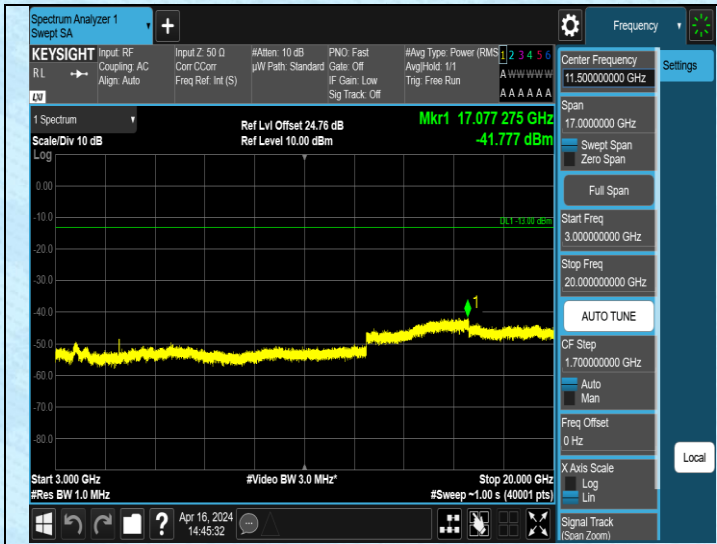 Spectrum Analyzer 1
Swept SA
Frequency
KEYSIGHT
RL
LXI
Input: RF
Coupling: AC
Align: Auto
Input Z: 50 Ω
Corr CCorr
Freq Ref: Int (S)
#Atten: 10 dB
µW Path: Standard
PNO: Fast
Gate: Off
IF Gain: Low
Sig Track: Off
#Avg Type: Power (RMS
Avg|Hold: 1/1
Trig: Free Run
1 2 3 4 5 6
A W W W W W
A A A A A A
1 Spectrum
Scale/Div 10 dB
Log
Ref Lvl Offset 24.76 dB
Ref Level 10.00 dBm
Mkr1 17.077 275 GHz
-41.777 dBm
0.00
-10.0
DL1 -13.00 dBm
-20.0
-30.0
-40.0
1
-50.0
-60.0
-70.0
-80.0
Start 3.000 GHz
#Video BW 3.0 MHz*
Stop 20.000 GHz
#Res BW 1.0 MHz
#Sweep ~1.00 s (40001 pts)
Center Frequency
11.500000000 GHz
Settings
Span
17.0000000 GHz
Swept Span
Zero Span
Full Span
Start Freq
3.000000000 GHz
Stop Freq
20.000000000 GHz
AUTO TUNE
CF Step
1.700000000 GHz
Auto
Man
Freq Offset
0 Hz
X Axis Scale
Log
Lin
Local
Signal Track
(Span Zoom)
?
Apr 16, 2024
14:45:32